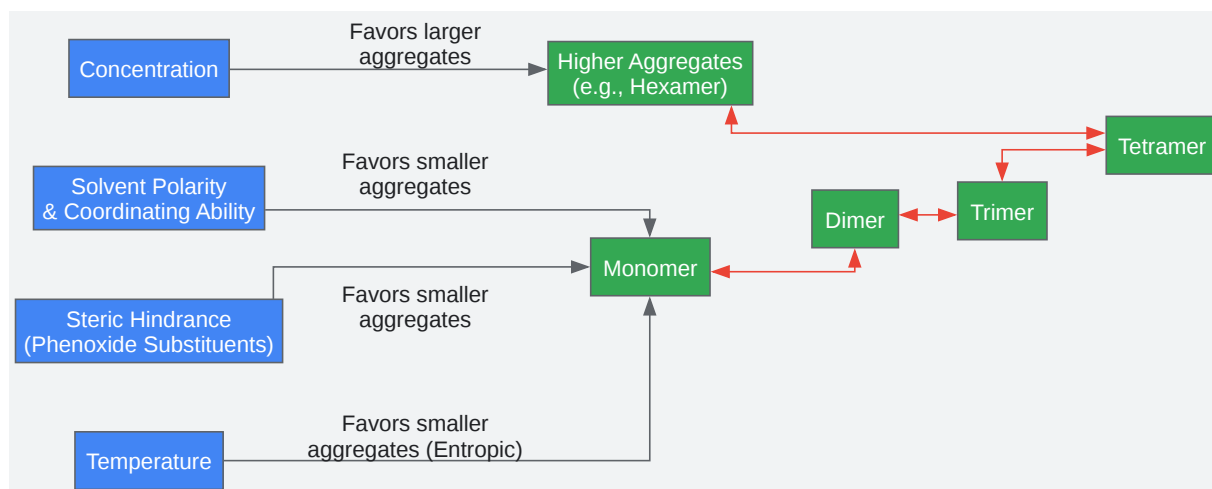 Favors larger
aggregates
Concentration
Higher Aggregates
(e.g., Hexamer)
Tetramer
Favors smaller
aggregates
Solvent Polarity
& Coordinating Ability
Dimer
Trimer
Monomer
Favors smaller
aggregates
Steric Hindrance
(Phenoxide Substituents)
Favors smaller
aggregates (Entropic)
Temperature